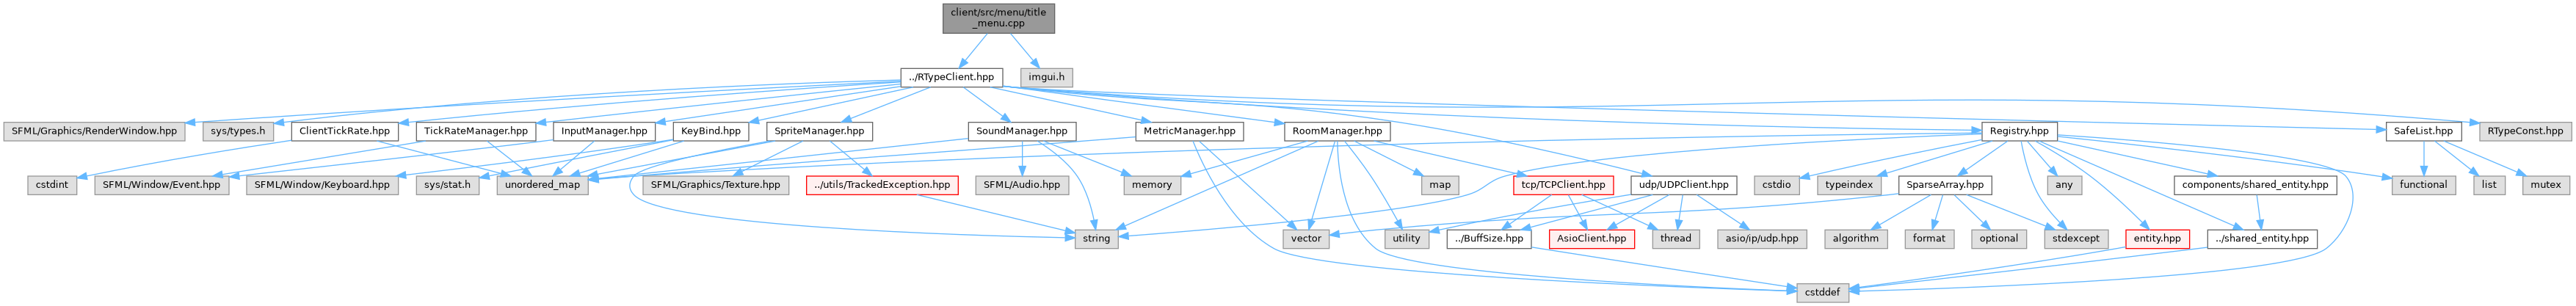 client/src/menu/title
_menu.cpp
../RTypeClient.hpp
imgui.h
SFML/Graphics/RenderWindow.hpp
sys/types.h
ClientTickRate.hpp
TickRateManager.hpp
InputManager.hpp
KeyBind.hpp
SpriteManager.hpp
SoundManager.hpp
MetricManager.hpp
RoomManager.hpp
Registry.hpp
SafeList.hpp
RTypeConst.hpp
cstdint
SFML/Window/Event.hpp
SFML/Window/Keyboard.hpp
sys/stat.h
unordered_map
SFML/Graphics/Texture.hpp
../utils/TrackedException.hpp
SFML/Audio.hpp
memory
map
tcp/TCPClient.hpp
udp/UDPClient.hpp
cstdio
typeindex
SparseArray.hpp
any
components/shared_entity.hpp
functional
list
mutex
string
vector
utility
../BuffSize.hpp
AsioClient.hpp
thread
asio/ip/udp.hpp
algorithm
format
optional
stdexcept
entity.hpp
../shared_entity.hpp
cstddef